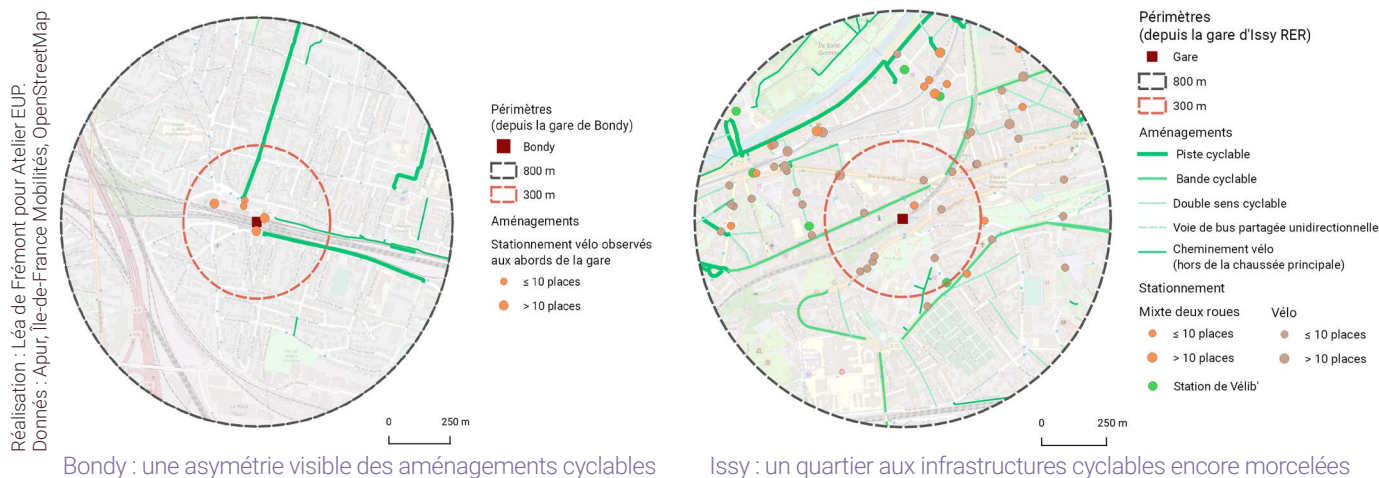 Réalisation : Léa de Frémont pour Atelier EUP.
Donnés : Apur, Île-de-France Mobilités, OpenStreetMap
Périmètres
(depuis la gare de Bondy)
Bondy
800 m
300 m
Aménagements
Stationnement vélo observés
aux abords de la gare
≤ 10 places
> 10 places
0 250 m
Bondy : une asymétrie visible des aménagements cyclables
Périmètres
(depuis la gare d'Issy RER)
Gare
800 m
300 m
Aménagements
Piste cyclable
Bande cyclable
Double sens cyclable
Voie de bus partagée unidirectionnelle
Cheminement vélo
(hors de la chaussée principale)
Stationnement
Mixte deux roues Vélo
≤ 10 places ≤ 10 places
> 10 places > 10 places
Station de Vélib'
0 250 m
Issy : un quartier aux infrastructures cyclables encore morcelées